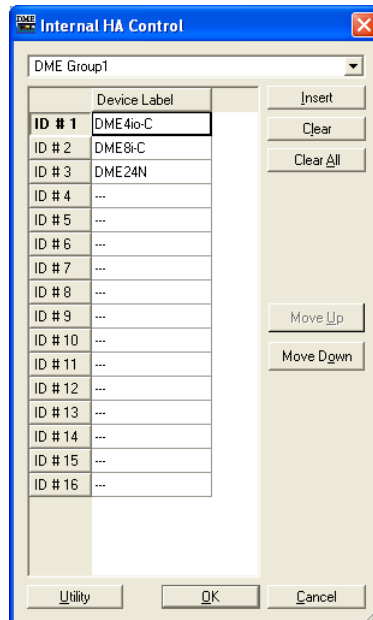 DME Internal HA Control
DME Group1
Device Label
ID # 1 DME4io-C
ID # 2 DME8i-C
ID # 3 DME24N
ID # 4 ---
ID # 5 ---
ID # 6 ---
ID # 7 ---
ID # 8 ---
ID # 9 ---
ID # 10 ---
ID # 11 ---
ID # 12 ---
ID # 13 ---
ID # 14 ---
ID # 15 ---
ID # 16 ---
Insert
Clear
Clear All
Move Up
Move Down
Utility OK Cancel